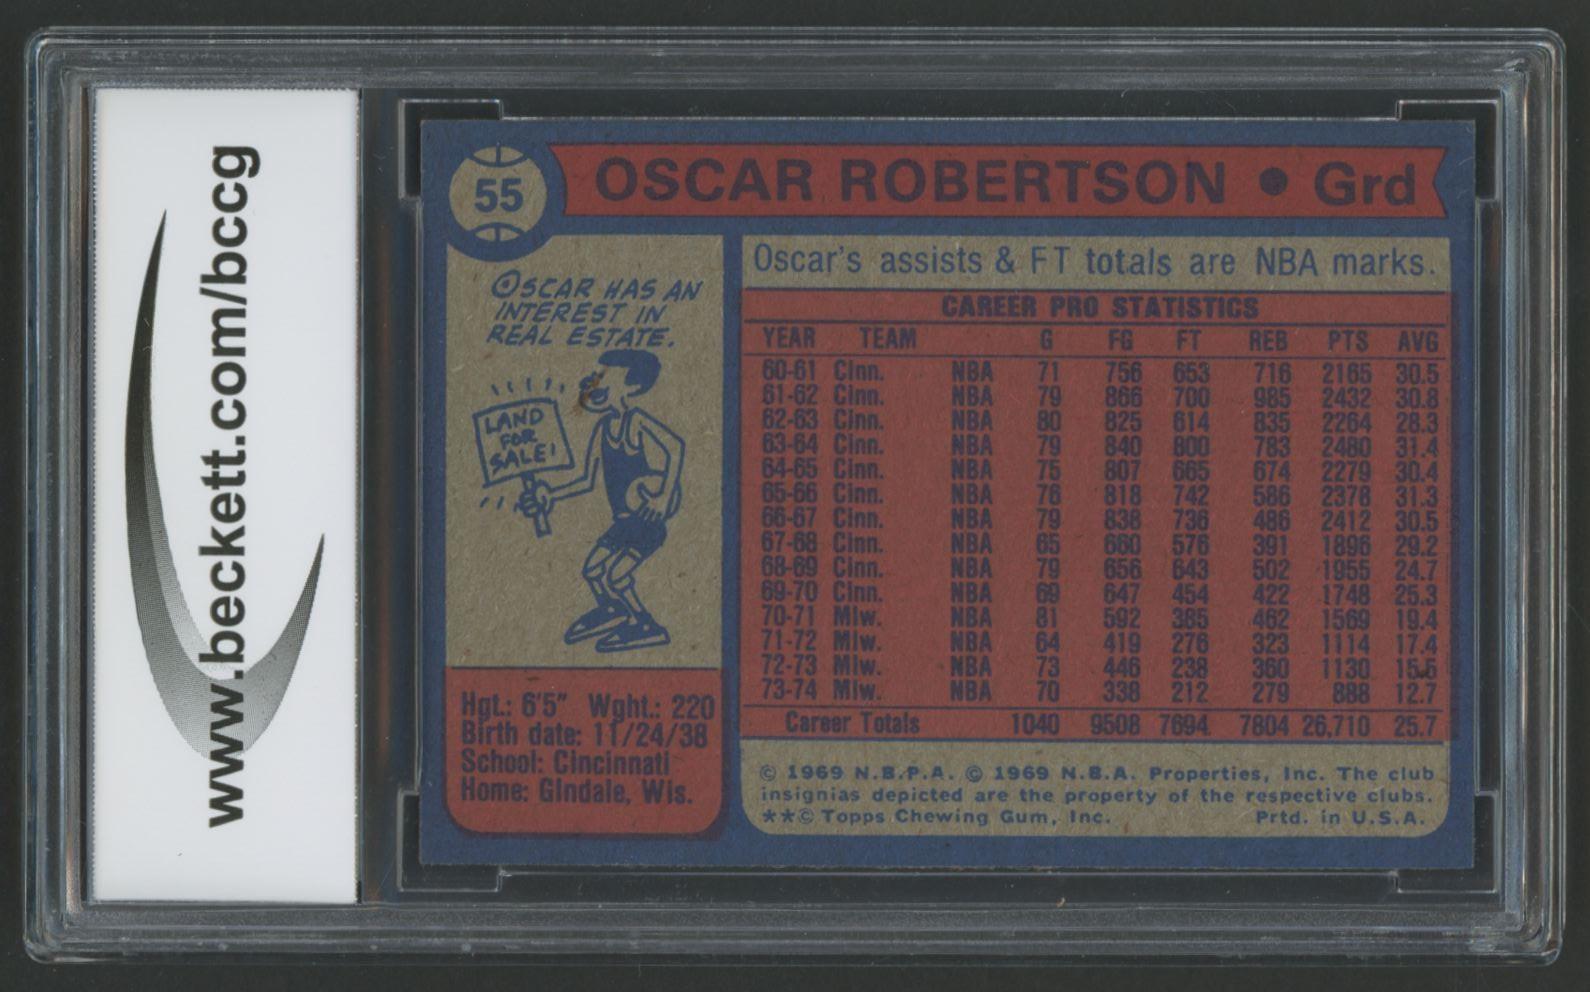 www.beckett.com/bccg
55
OSCAR ROBERTSON • Grd
OSCAR HAS AN
INTEREST IN
REAL ESTATE.
LAND
FOR
SALE!
Hgt.: 6'5" Wght.: 220
Birth date: 11/24/38
School: Cincinnati
Home: Glndale, Wis.
Oscar's assists & FT totals are NBA marks.
CAREER PRO STATISTICS
YEAR TEAM G FG FT REB PTS AVG
60-61 Cinn. NBA 71 756 653 716 2165 30.5
61-62 Cinn. NBA 79 866 700 985 2432 30.8
62-63 Cinn. NBA 80 825 614 835 2264 28.3
63-64 Cinn. NBA 79 840 800 783 2480 31.4
64-65 Cinn. NBA 75 807 665 674 2279 30.4
65-66 Cinn. NBA 76 818 742 586 2378 31.3
66-67 Cinn. NBA 79 838 736 486 2412 30.5
67-68 Cinn. NBA 65 660 576 391 1896 29.2
68-69 Cinn. NBA 79 656 643 502 1955 24.7
69-70 Cinn. NBA 69 647 454 422 1748 25.3
70-71 Mlw. NBA 81 592 385 462 1569 19.4
71-72 Mlw. NBA 64 419 276 323 1114 17.4
72-73 Mlw. NBA 73 446 238 360 1130 15.5
73-74 Mlw. NBA 70 338 212 279 888 12.7
Career Totals 1040 9508 7694 7804 26,710 25.7
© 1969 N.B.P.A. © 1969 N.B.A. Properties, Inc. The club
insignias depicted are the property of the respective clubs.
**© Topps Chewing Gum, Inc. Prtd. in U.S.A.